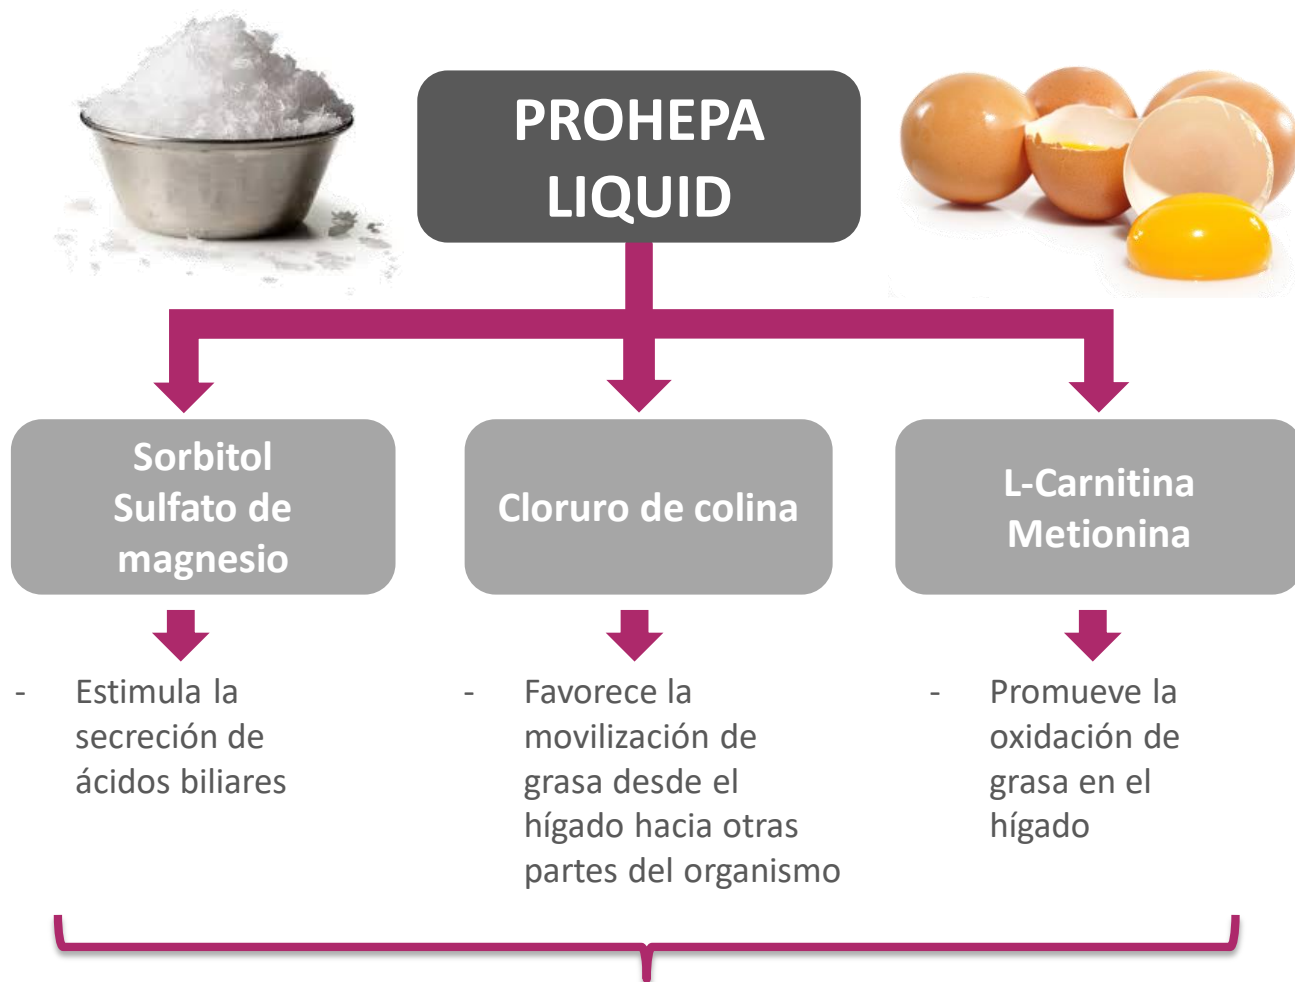 PROHEPA
LIQUID
Sorbitol
Sulfato de
magnesio
Cloruro de colina
L-Carnitina
Metionina
- Estimula la
secreción de
ácidos biliares
- Favorece la
movilización de
grasa desde el
hígado hacia otras
partes del organismo
- Promueve la
oxidación de
grasa en el
hígado